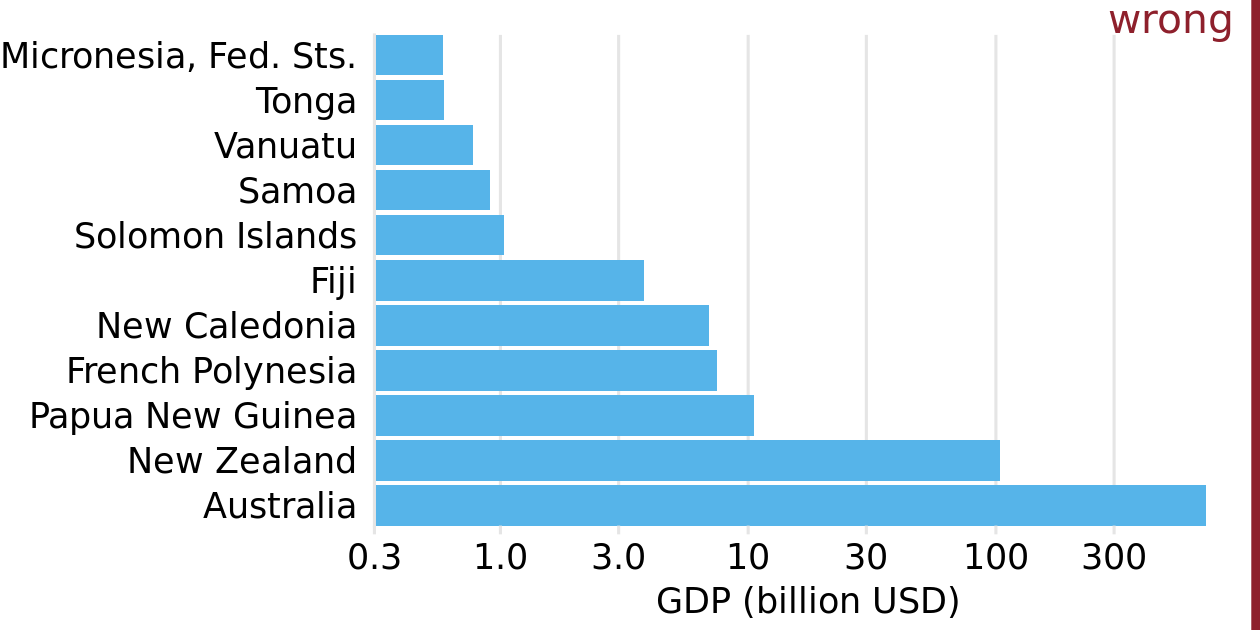 wrong
Micronesia, Fed. Sts.
Tonga
Vanuatu
Samoa
Solomon Islands
Fiji
New Caledonia
French Polynesia
Papua New Guinea
New Zealand
Australia
0.3 1.0 3.0 10 30 100 300
GDP (billion USD)